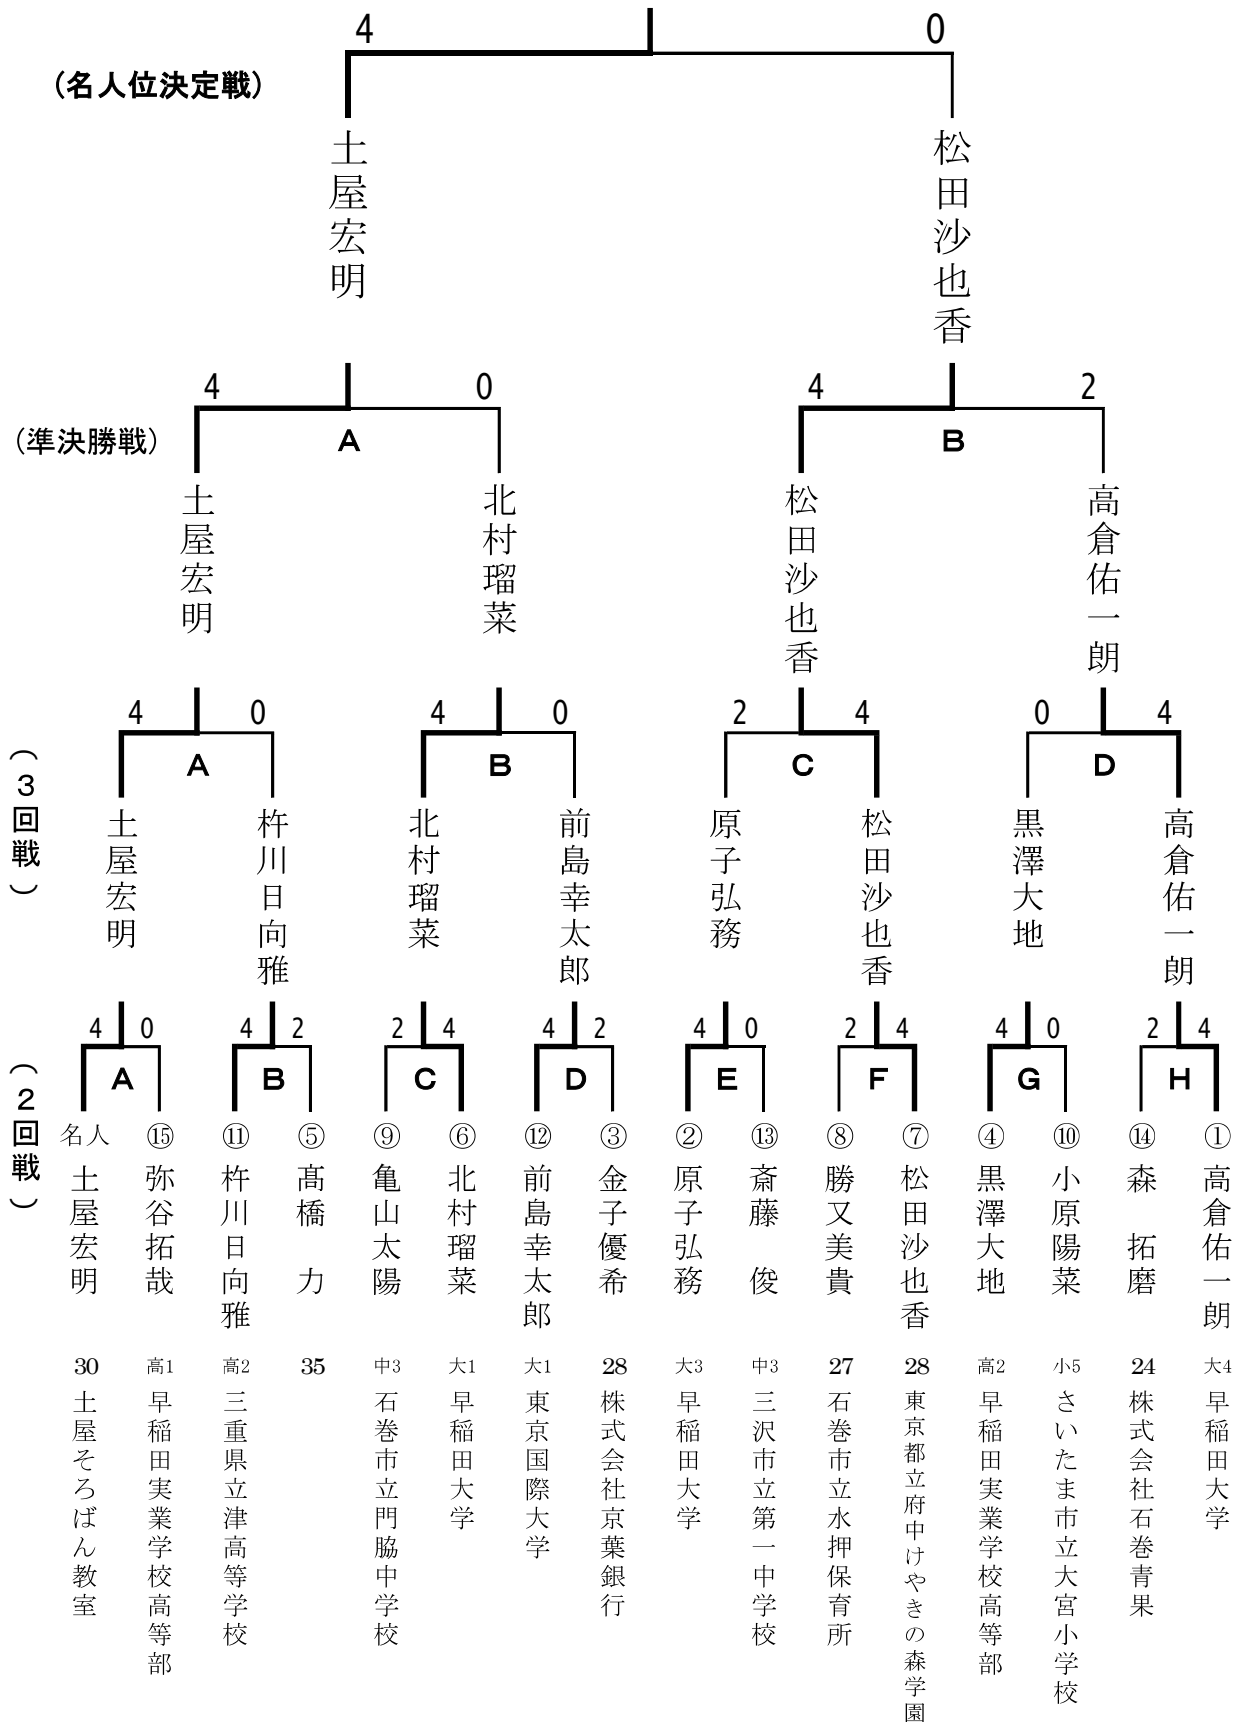 4 0
(名人位決定戦)
土屋宏明
松田沙也香
4 0 4 2
(準決勝戦)
A B
土屋宏明
北村瑠菜
松田沙也香
高倉佑一朗
4 0 4 0 2 4 0 4
(3回戦)
A B C D
土屋宏明
杵川日向雅
北村瑠菜
前島幸太郎
原子弘務
松田沙也香
黒澤大地
高倉佑一朗
4 0 4 2 2 4 4 2 4 0 2 4 4 0 2 4
(2回戦)
A B C D E F G H
名人 土屋宏明 30 土屋そろばん教室
⑮ 弥谷拓哉 高1 早稲田実業学校高等部
⑪ 杵川日向雅 高2 三重県立津高等学校
⑤ 髙橋 力 35
⑨ 亀山太陽 中3 石巻市立門脇中学校
⑥ 北村瑠菜 大1 早稲田大学
⑫ 前島幸太郎 大1 東京国際大学
③ 金子優希 28 株式会社京葉銀行
② 原子弘務 大3 早稲田大学
⑬ 斎藤 俊 中3 三沢市立第一中学校
⑧ 勝又美貴 27 石巻市立水押保育所
⑦ 松田沙也香 28 東京都立府中けやきの森学園
④ 黒澤大地 高2 早稲田実業学校高等部
⑩ 小原陽菜 小5 さいたま市立大宮小学校
⑭ 森 拓磨 24 株式会社石巻青果
① 高倉佑一朗 大4 早稲田大学